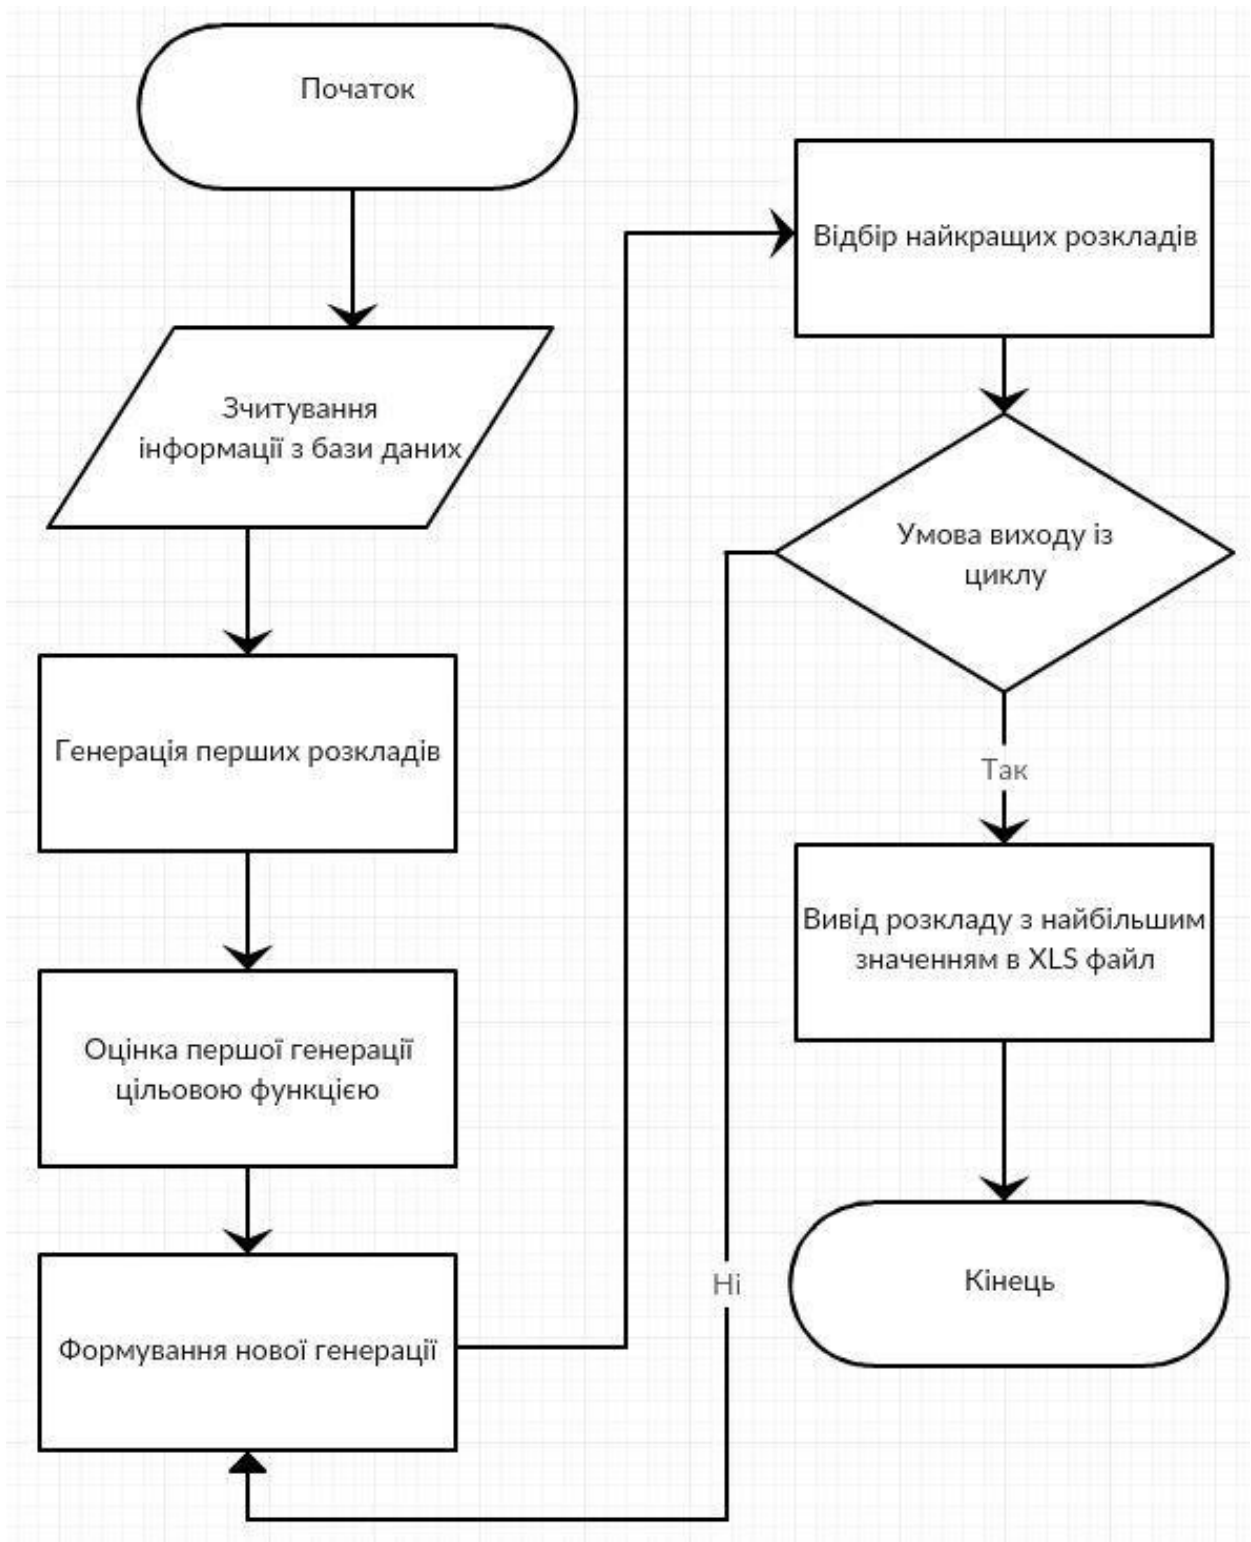 Початок
Зчитування
інформації з бази даних
Генерація перших розкладів
Оцінка першої генерації
цільовою функцією
Формування нової генерації
Відбір найкращих розкладів
Умова виходу із
циклу
Так
Ні
Вивід розкладу з найбільшим
значенням в XLS файл
Кінець